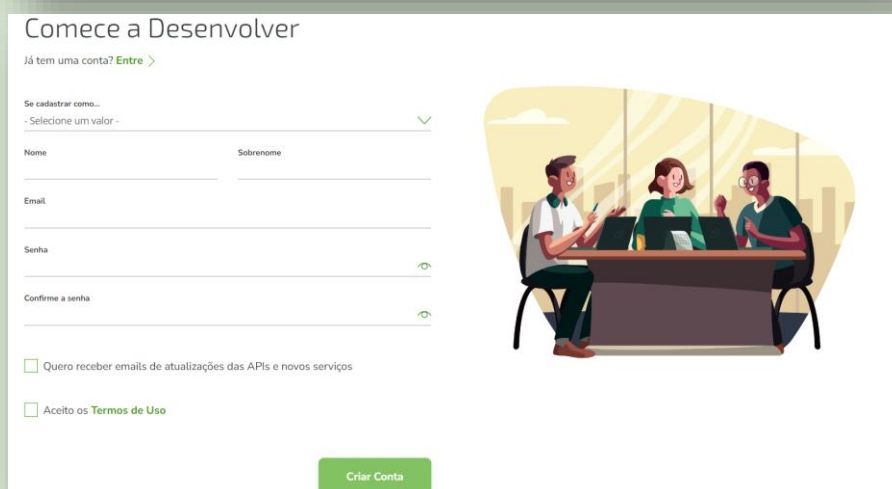 Comece a Desenvolver
Já tem uma conta? Entre
Se cadastrar como...
- Selecione um valor -
Nome Sobrenome
Email
Senha
Confirme a senha
Quero receber emails de atualizações das APIs e novos serviços
Aceito os Termos de Uso
Criar Conta